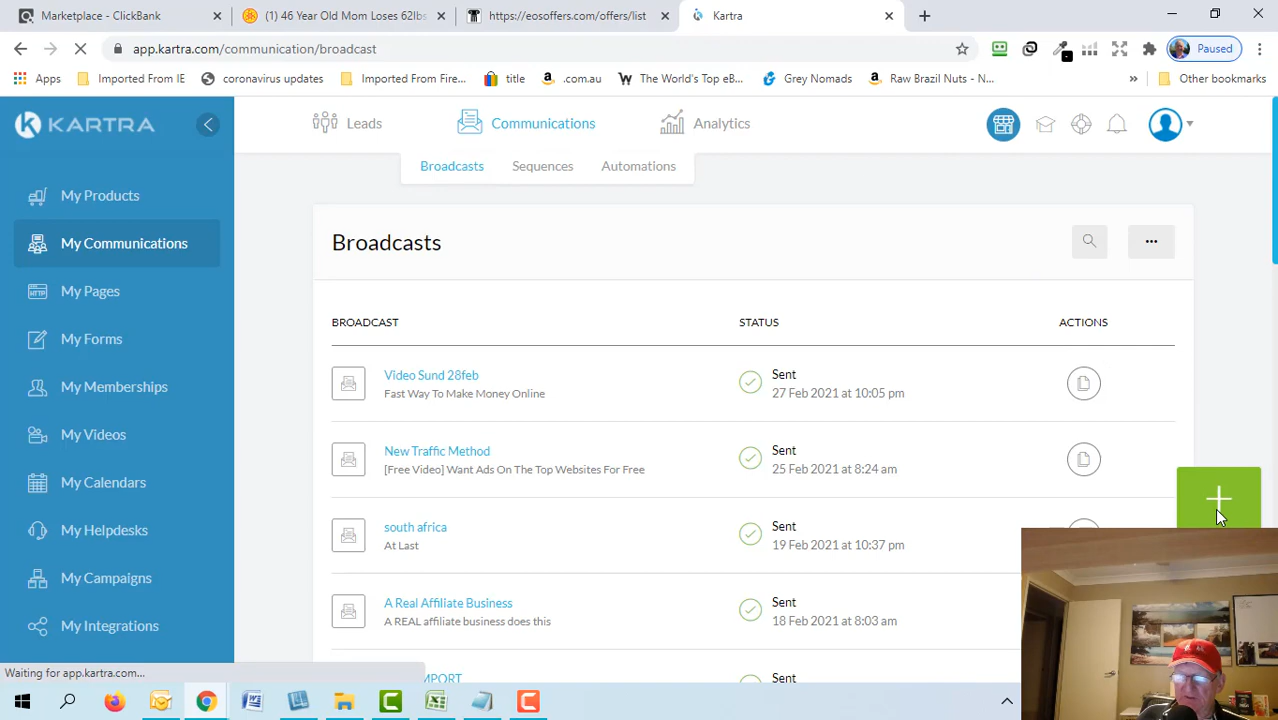 Marketplace - ClickBank
(1) 46 Year Old Mom Loses 62lbs
https://eosoffers.com/offers/list
Kartra
app.kartra.com/communication/broadcast
Paused
Apps
Imported From IE
coronavirus updates
Imported From Fire...
title
.com.au
The World's Top eB...
Grey Nomads
Raw Brazil Nuts - N...
Other bookmarks
KARTRA
Leads
Communications
Analytics
Broadcasts
Sequences
Automations
My Products
My Communications
My Pages
My Forms
My Memberships
My Videos
My Calendars
My Helpdesks
My Campaigns
My Integrations
Broadcasts
BROADCAST
STATUS
ACTIONS
Video Sund 28feb
Fast Way To Make Money Online
Sent
27 Feb 2021 at 10:05 pm
New Traffic Method
[Free Video] Want Ads On The Top Websites For Free
Sent
25 Feb 2021 at 8:24 am
south africa
At Last
Sent
19 Feb 2021 at 10:37 pm
A Real Affiliate Business
A REAL affiliate business does this
Sent
18 Feb 2021 at 8:03 am
Sent
Waiting for app.kartra.com...